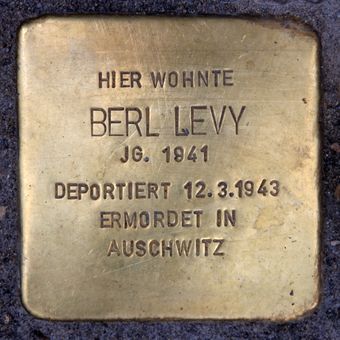 HIER WOHNTE
BERL LEVY
JG. 1941
DEPORTIERT 12.3.1943
ERMORDET IN
AUSCHWITZ